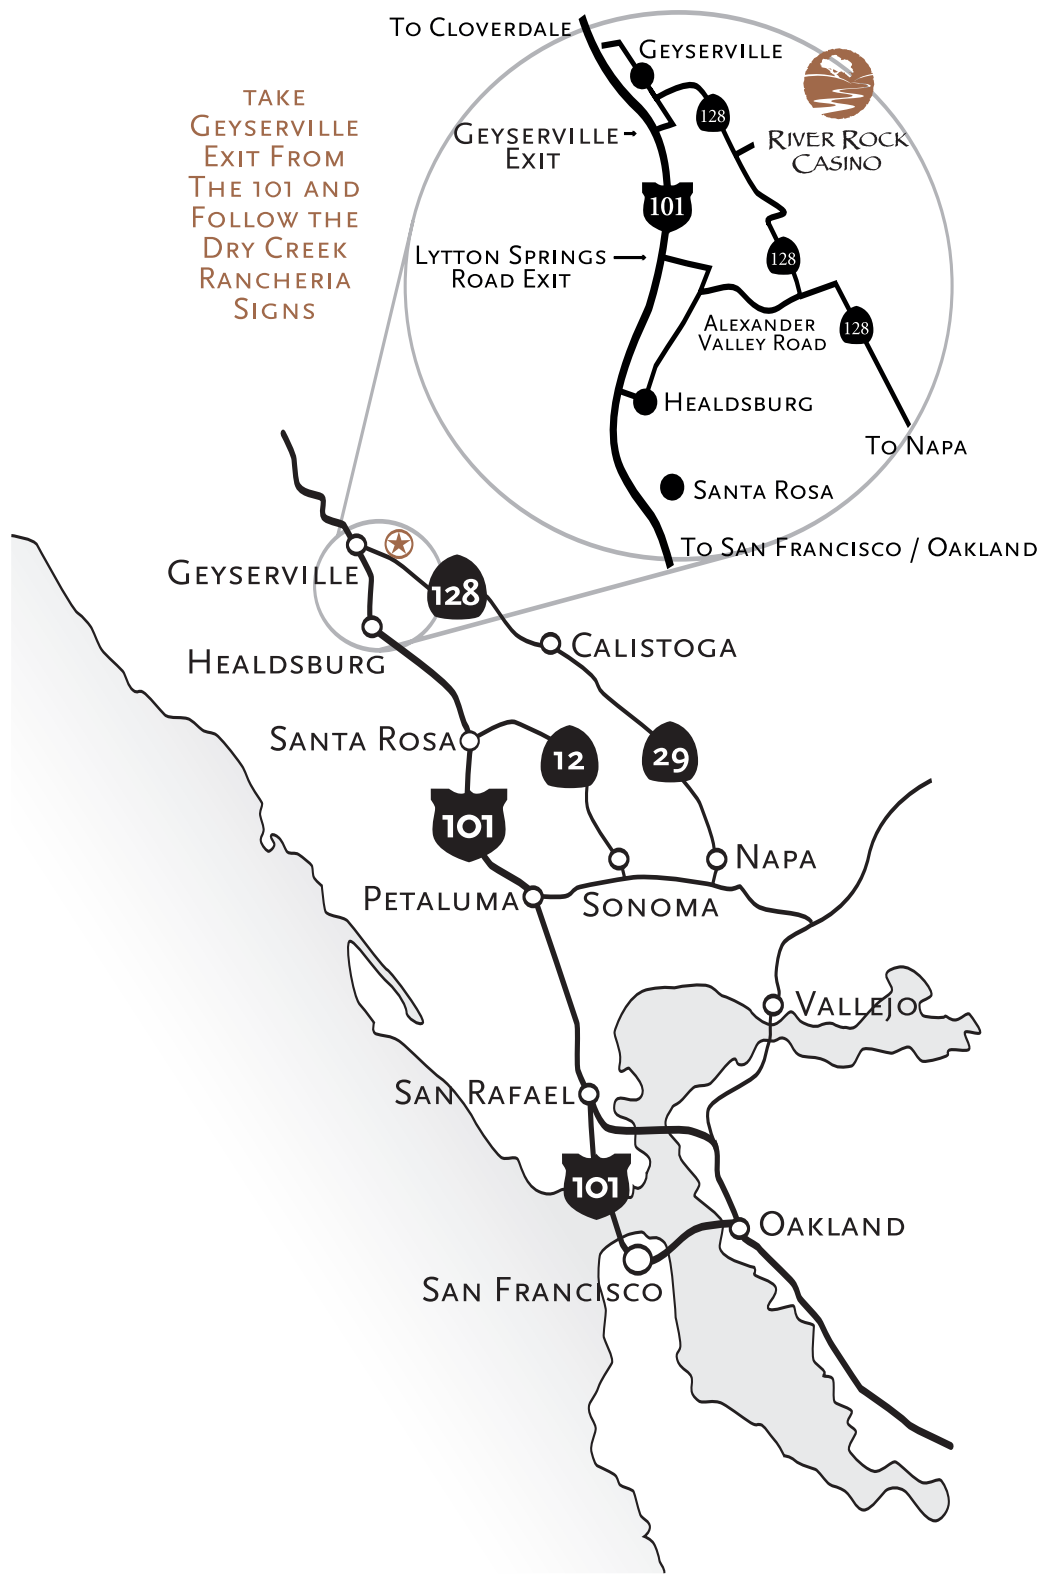 To Cloverdale
Geyserville
128
River Rock
Casino
Geyserville
Exit
101
Lytton Springs
Road Exit
128
Alexander
Valley Road
128
Healdsburg
To Napa
Santa Rosa
To San Francisco / Oakland
take
Geyserville
Exit From
The 101 and
Follow the
Dry Creek
Rancheria
Signs
Geyserville
128
Healdsburg
Calistoga
Santa Rosa
12
29
101
Napa
Petaluma
Sonoma
Vallejo
San Rafael
101
Oakland
San Francisco